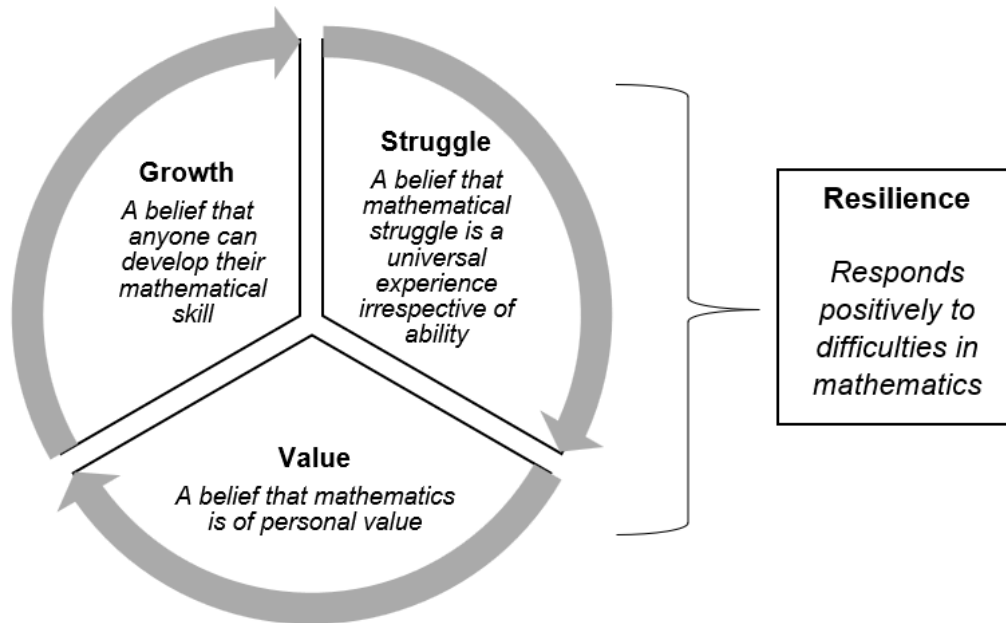 Growth
A belief that
anyone can
develop their
mathematical
skill
Struggle
A belief that
mathematical
struggle is a
universal
experience
irrespective of
ability
Value
A belief that mathematics
is of personal value
Resilience
Responds
positively to
difficulties in
mathematics